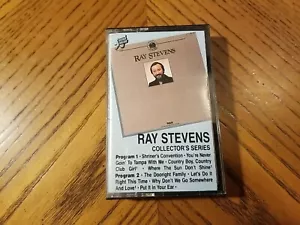 RAY STEVENS
RAY STEVENS
COLLECTOR'S SERIES
Program 1 • Shriner's Convention • You're Never
Goin' To Tampa With Me • Country Boy, Country
Club Girl • Where The Sun Don't Shine
Program 2 • The Dooright Family • Let's Do It
Right This Time • Why Don't We Go Somewhere
And Love • Put It In Your Ear •